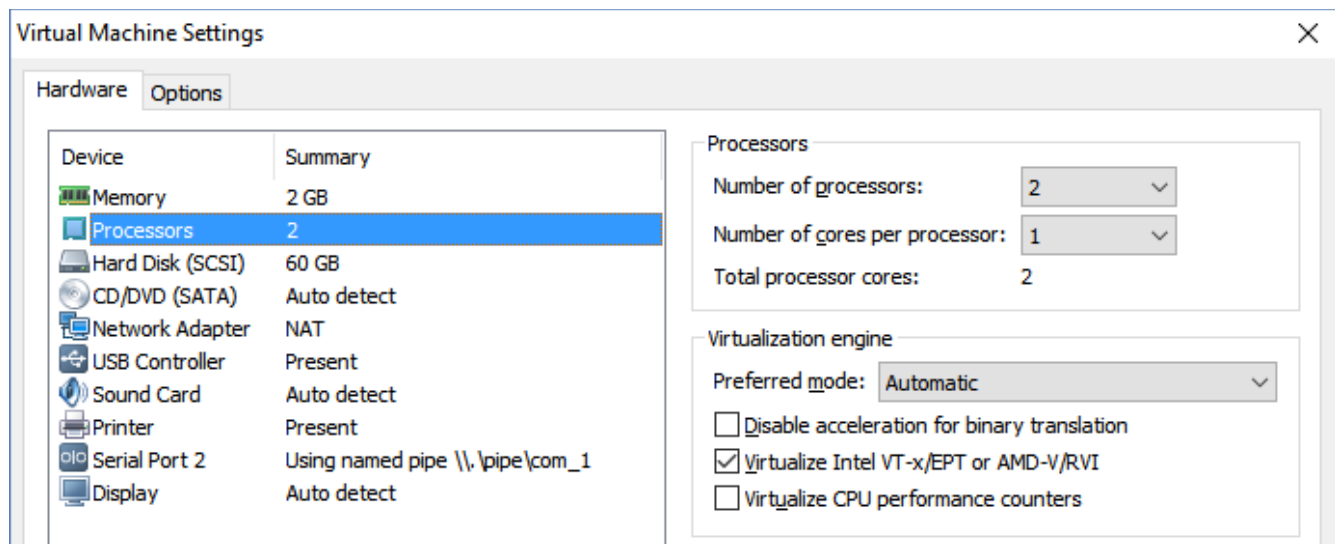 Virtual Machine Settings
Hardware
Options
Device Summary
Memory 2 GB
Processors 2
Hard Disk (SCSI) 60 GB
CD/DVD (SATA) Auto detect
Network Adapter NAT
USB Controller Present
Sound Card Auto detect
Printer Present
Serial Port 2 Using named pipe \\.\pipe\com_1
Display Auto detect
Processors
Number of processors: 2
Number of cores per processor: 1
Total processor cores: 2
Virtualization engine
Preferred mode: Automatic
Disable acceleration for binary translation
Virtualize Intel VT-x/EPT or AMD-V/RVI
Virtualize CPU performance counters